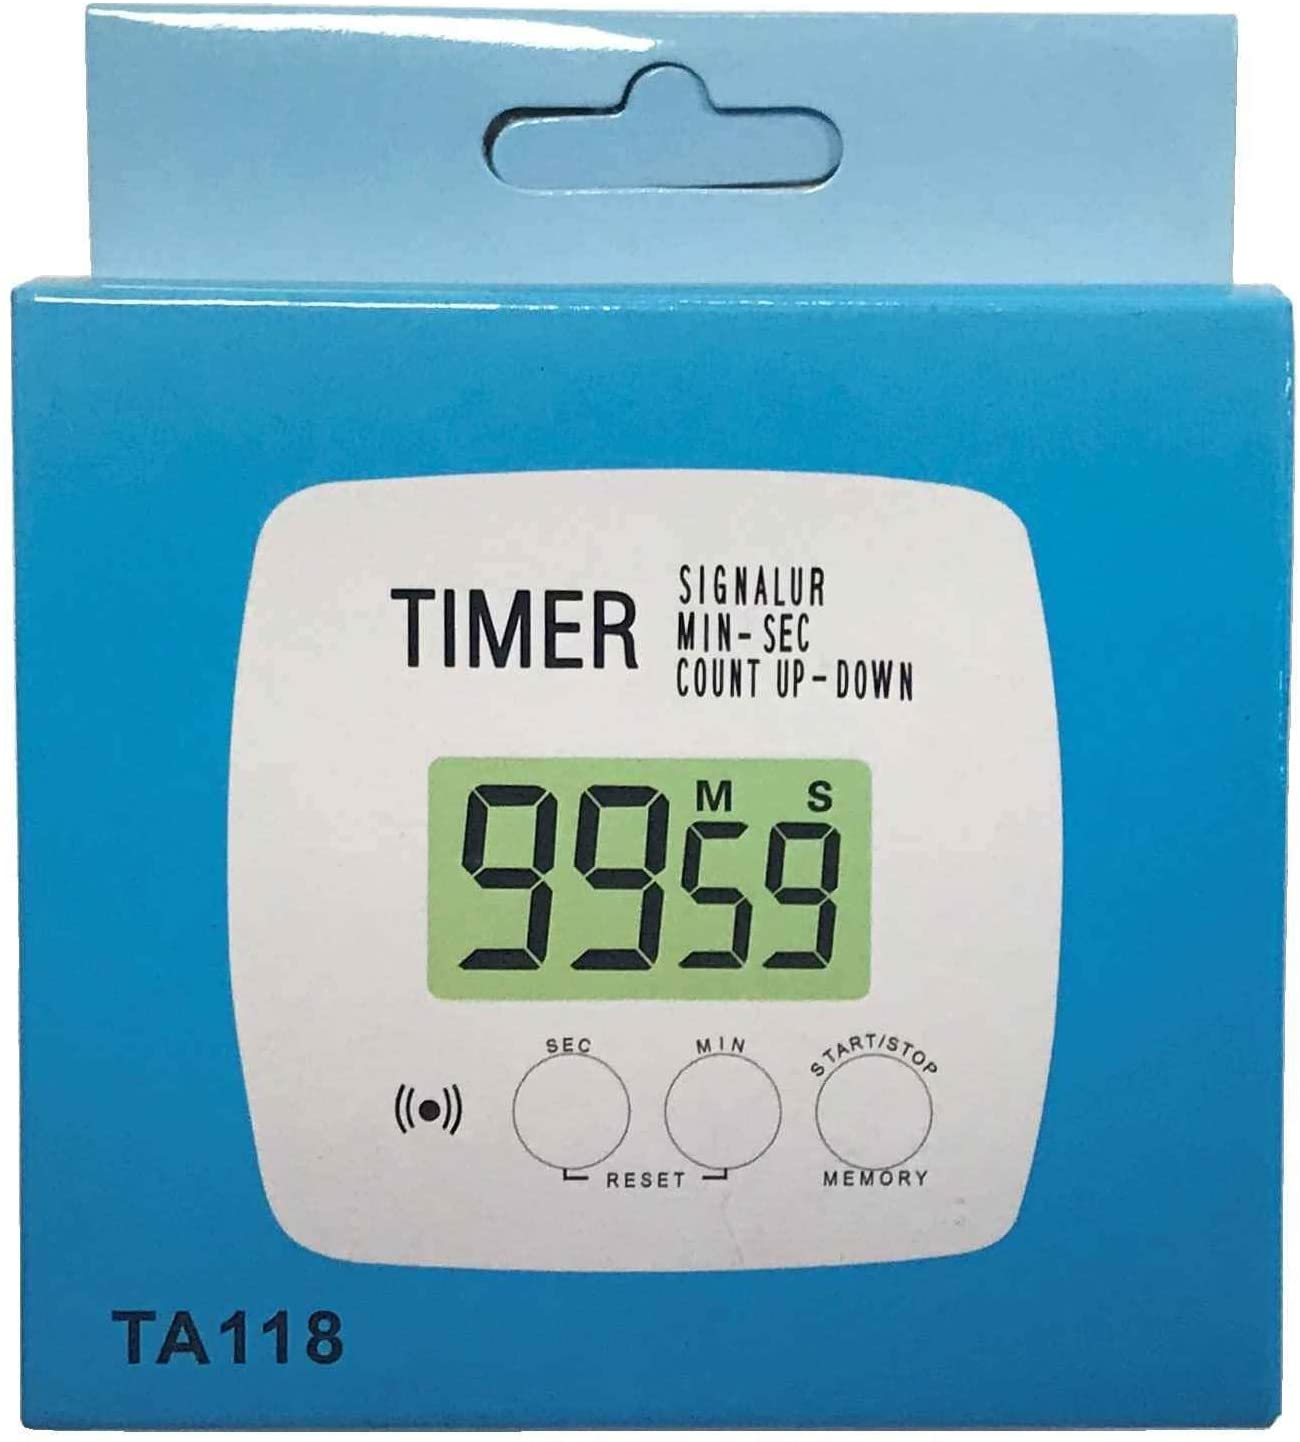 TIMER
SIGNALUR
MIN-SEC
COUNT UP-DOWN
M S
99 59
SEC MIN START/STOP
RESET MEMORY
TA118